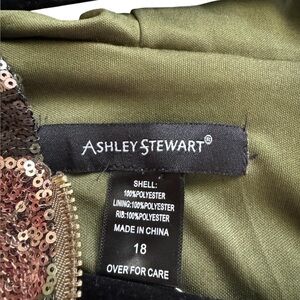 ASHLEY STEWART®
SHELL:
100%POLYESTER
LINING:100%POLYESTER
RIB:100%POLYESTER
MADE IN CHINA
18
OVER FOR CARE